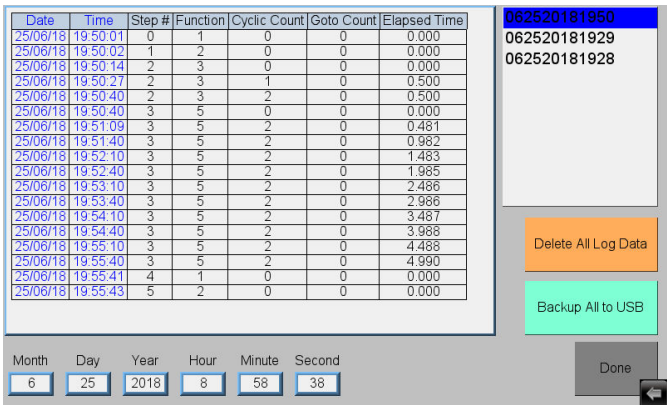 Date Time Step # Function Cyclic Count Goto Count Elapsed Time
25/06/18 19:50:01 0 1 0 0 0.000
25/06/18 19:50:02 1 2 0 0 0.000
25/06/18 19:50:14 2 3 0 0 0.000
25/06/18 19:50:27 2 3 1 0 0.500
25/06/18 19:50:40 2 3 2 0 0.500
25/06/18 19:50:40 3 5 0 0 0.000
25/06/18 19:51:09 3 5 2 0 0.481
25/06/18 19:51:40 3 5 2 0 0.982
25/06/18 19:52:10 3 5 2 0 1.483
25/06/18 19:52:40 3 5 2 0 1.985
25/06/18 19:53:10 3 5 2 0 2.486
25/06/18 19:53:40 3 5 2 0 2.986
25/06/18 19:54:10 3 5 2 0 3.487
25/06/18 19:54:40 3 5 2 0 3.988
25/06/18 19:55:10 3 5 2 0 4.488
25/06/18 19:55:40 3 5 2 0 4.990
25/06/18 19:55:41 4 1 0 0 0.000
25/06/18 19:55:43 5 2 0 0 0.000
062520181950
062520181929
062520181928
Delete All Log Data
Backup All to USB
Done
Month Day Year Hour Minute Second
6 25 2018 8 58 38